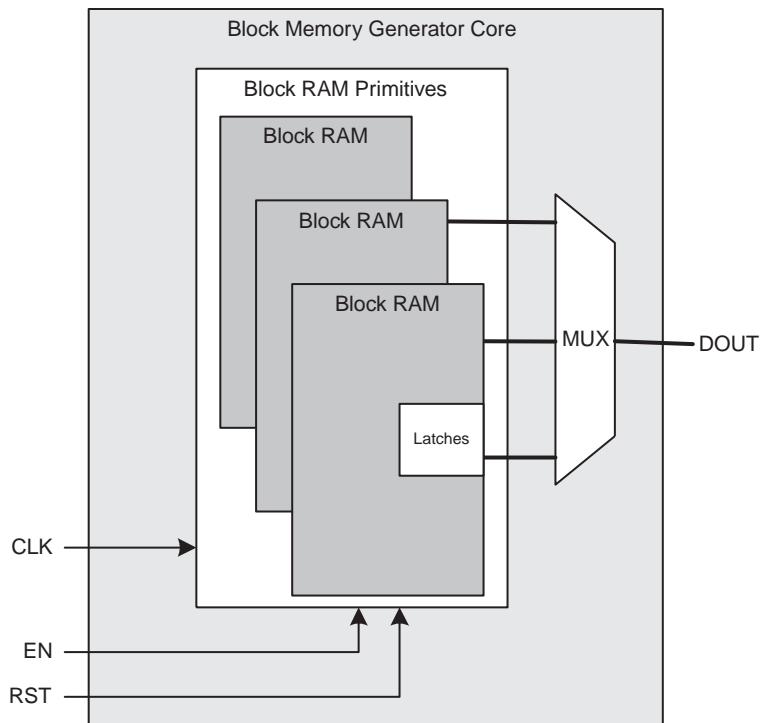 Block Memory Generator Core
Block RAM Primitives
Block RAM
Block RAM
Block RAM
MUX
DOUT
Latches
CLK
EN
RST